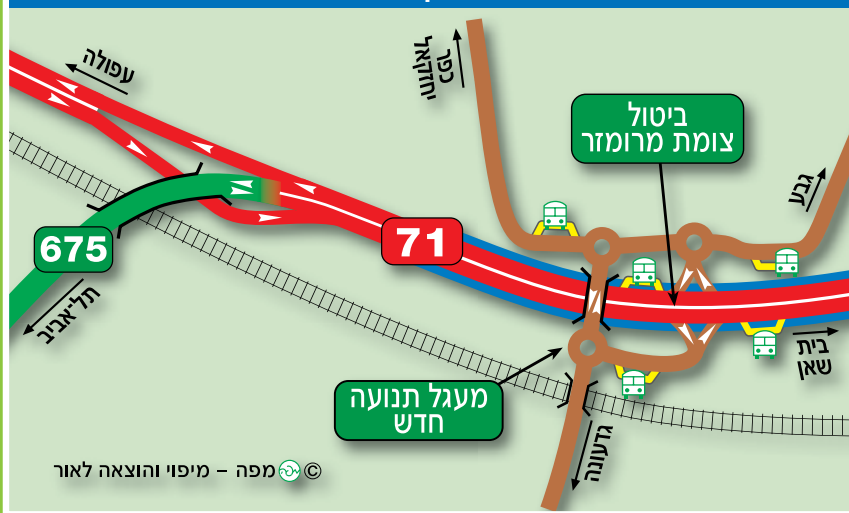 עפולה
כפר
יחזקאל
ביטול
צומת מרומזר
גבע
71
675
תל אביב
בית
שאן
מעגל תנועה
חדש
גדעונה
© מפה – מיפוי והוצאה לאור